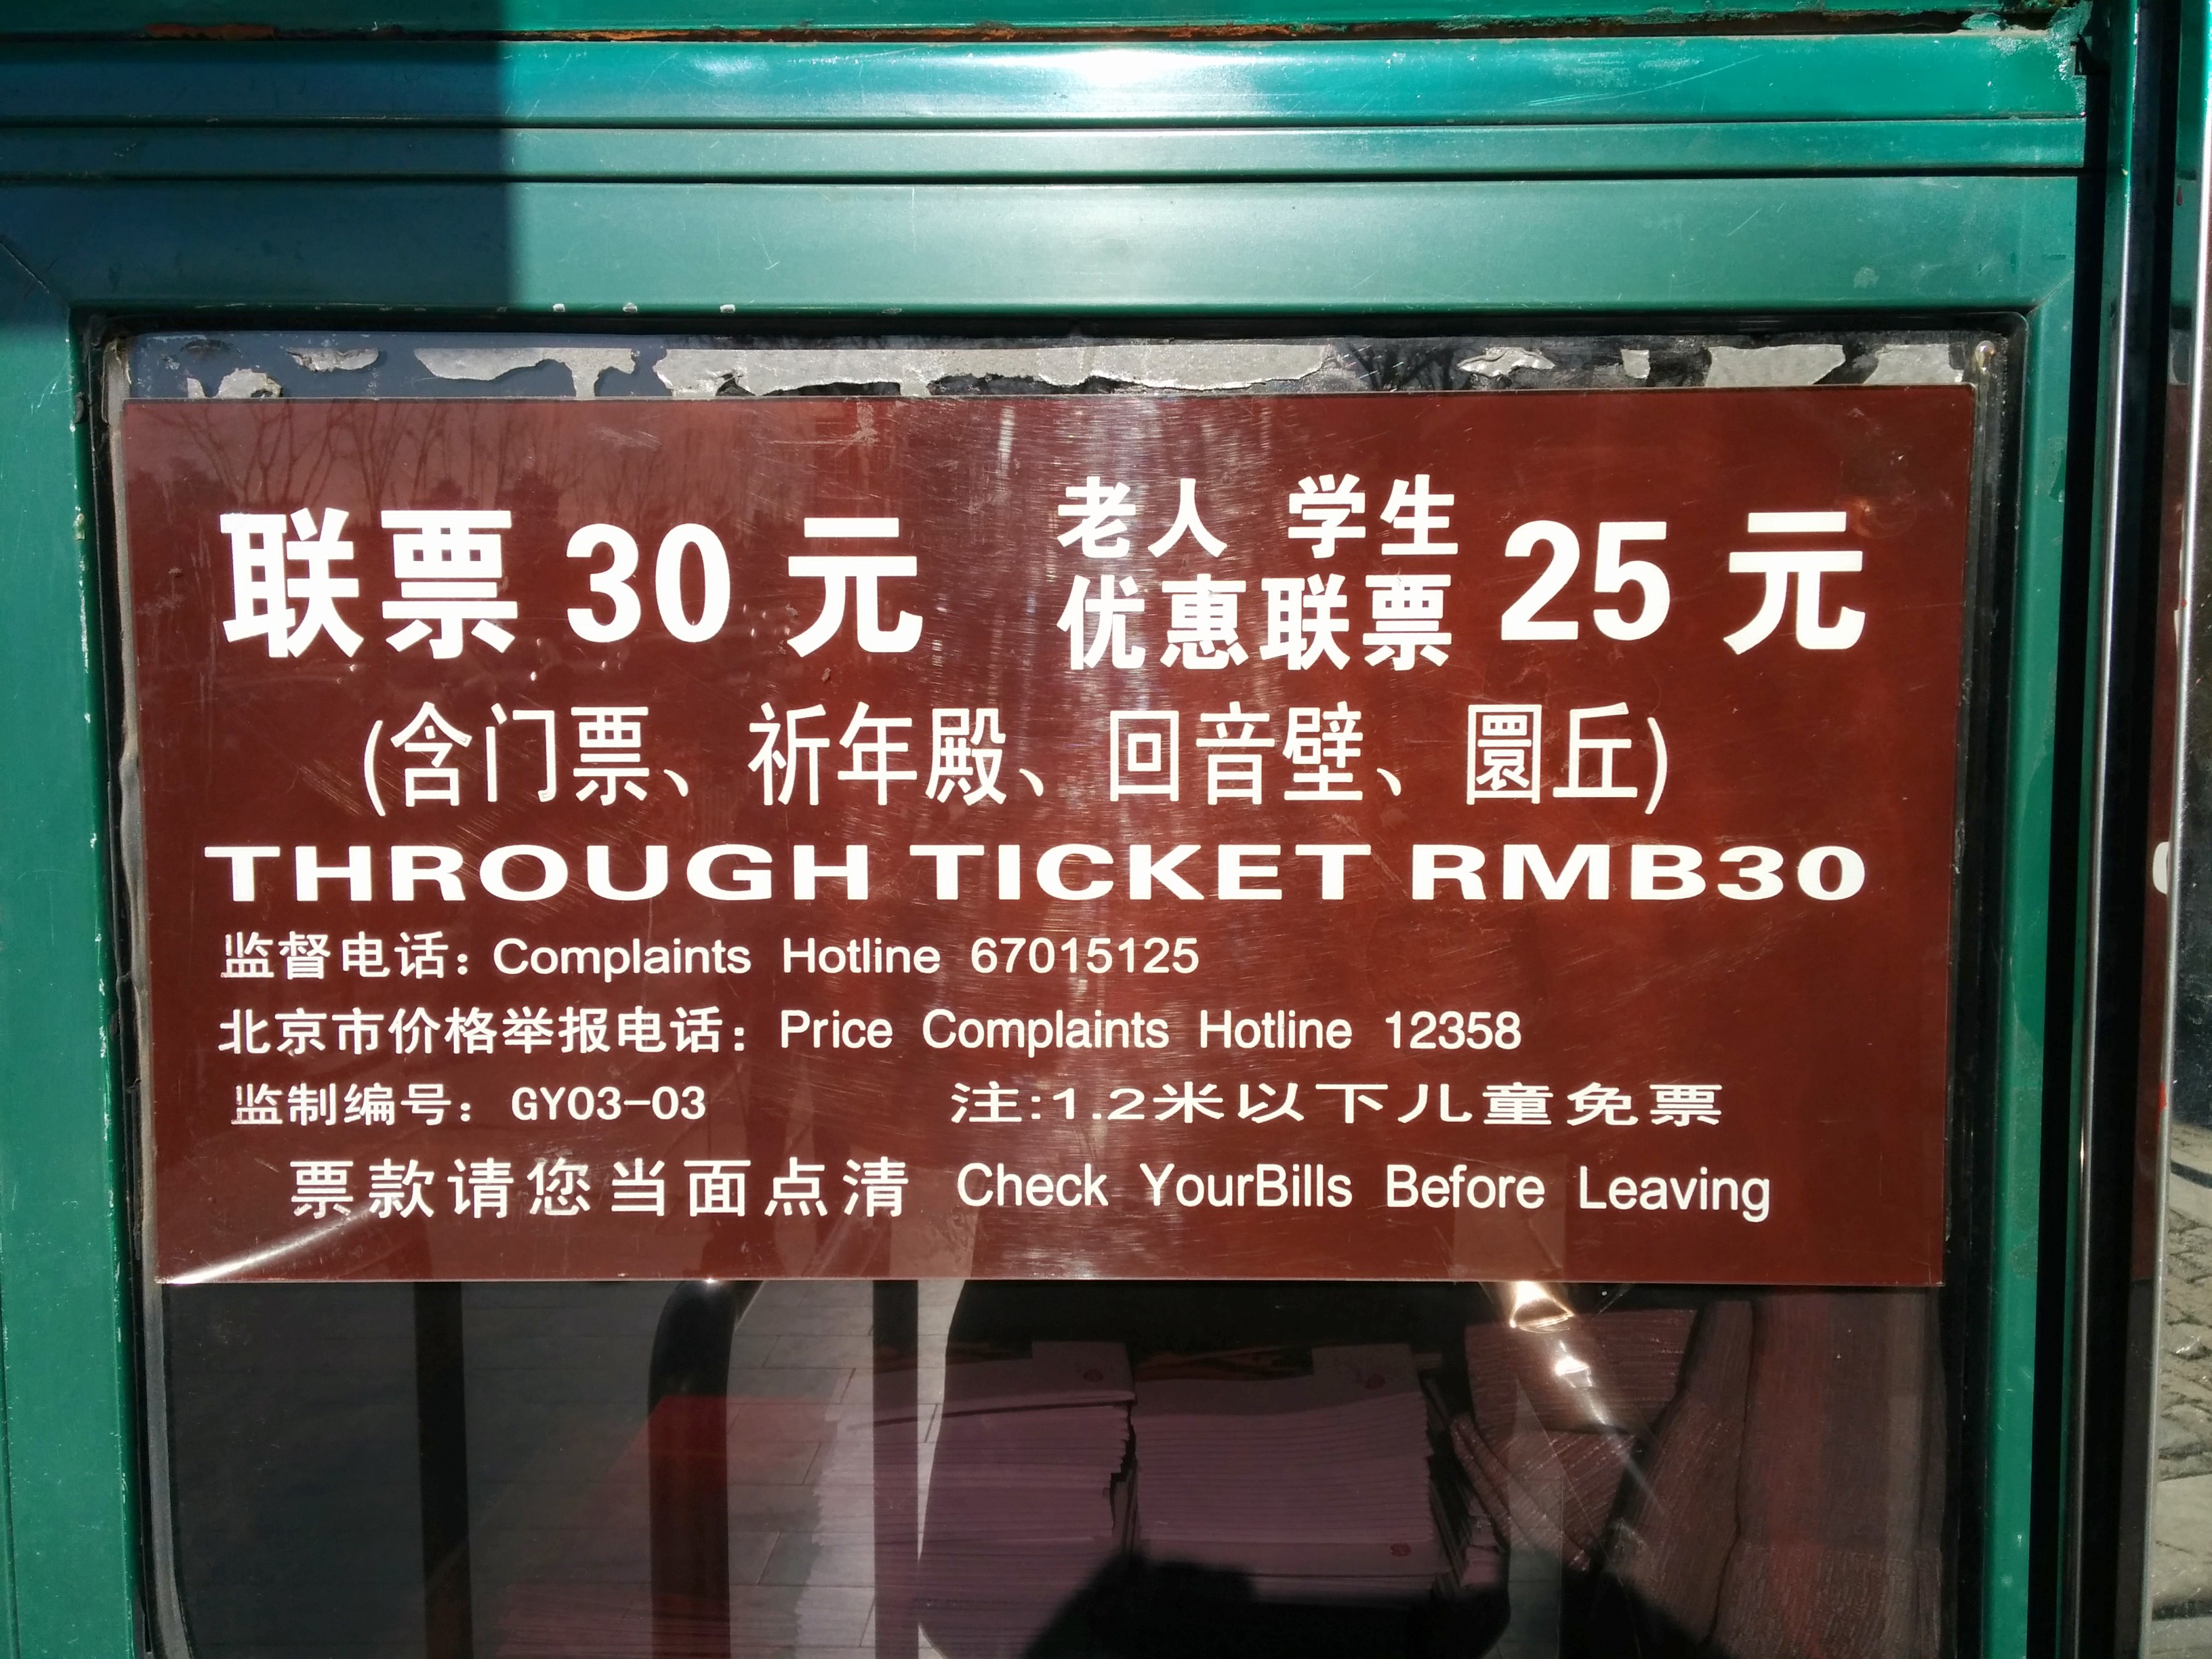 联票 30 元 老人 学生 优惠联票 25 元
(含门票、祈年殿、回音壁、圜丘)
THROUGH TICKET RMB30
监督电话: Complaints Hotline 67015125
北京市价格举报电话: Price Complaints Hotline 12358
监制编号: GY03-03 注:1.2米以下儿童免票
票款请您当面点清 Check YourBills Before Leaving